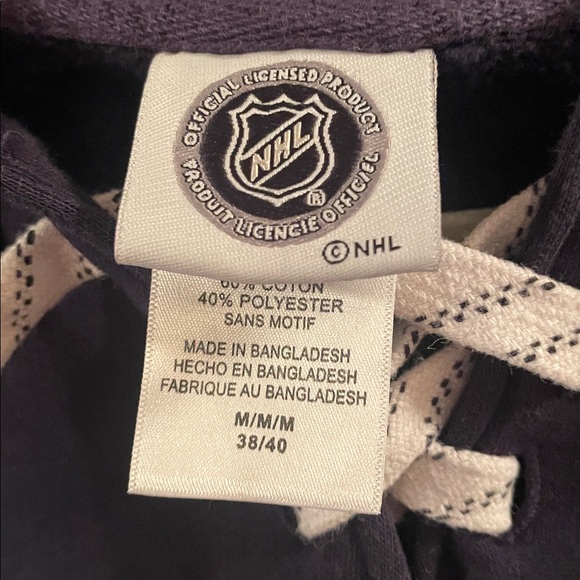 OFFICIAL LICENSED PRODUCT
NHL
®
PRODUIT LICENCIÉ OFFICIEL
© NHL
60% COTON
40% POLYESTER
SANS MOTIF
MADE IN BANGLADESH
HECHO EN BANGLADESH
FABRIQUE AU BANGLADESH
M/M/M
38/40